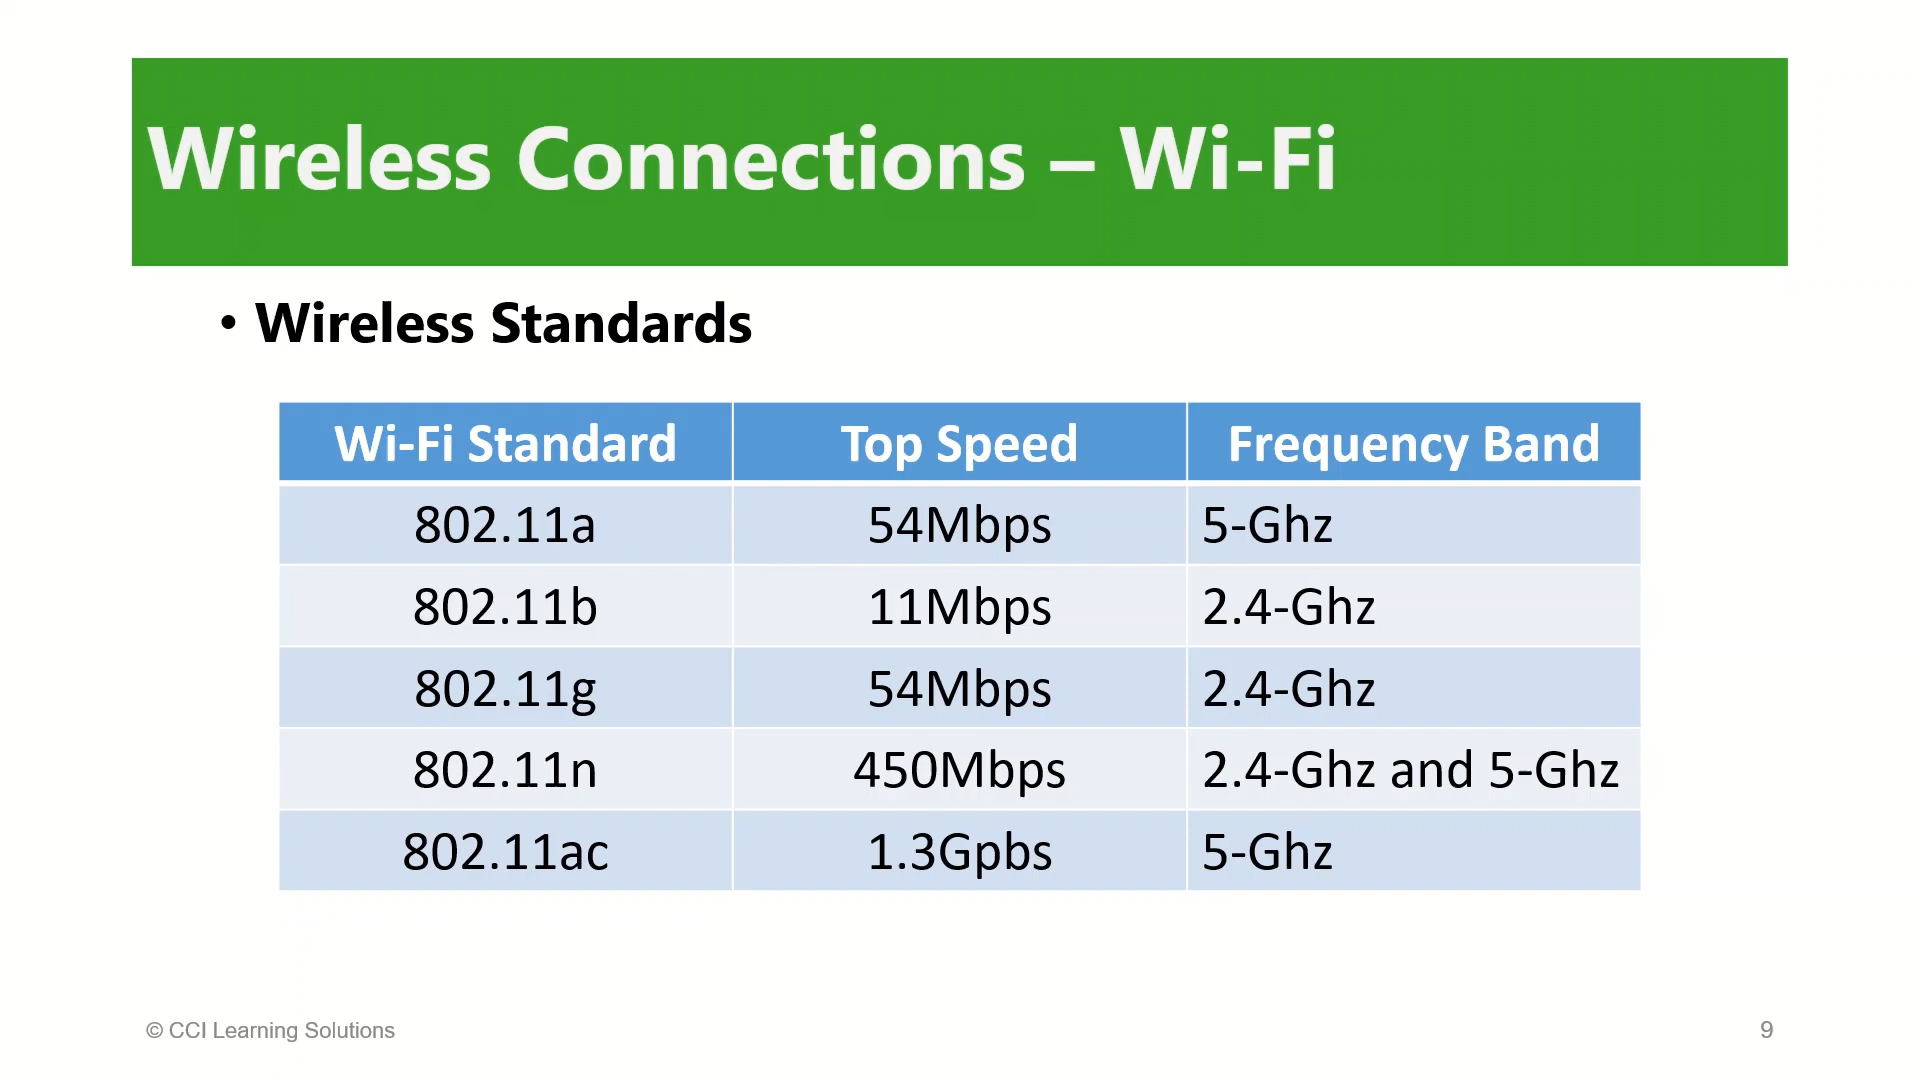 Wireless Connections – Wi-Fi
• Wireless Standards
Wi-Fi Standard Top Speed Frequency Band
802.11a 54Mbps 5-Ghz
802.11b 11Mbps 2.4-Ghz
802.11g 54Mbps 2.4-Ghz
802.11n 450Mbps 2.4-Ghz and 5-Ghz
802.11ac 1.3Gpbs 5-Ghz
© CCI Learning Solutions 9